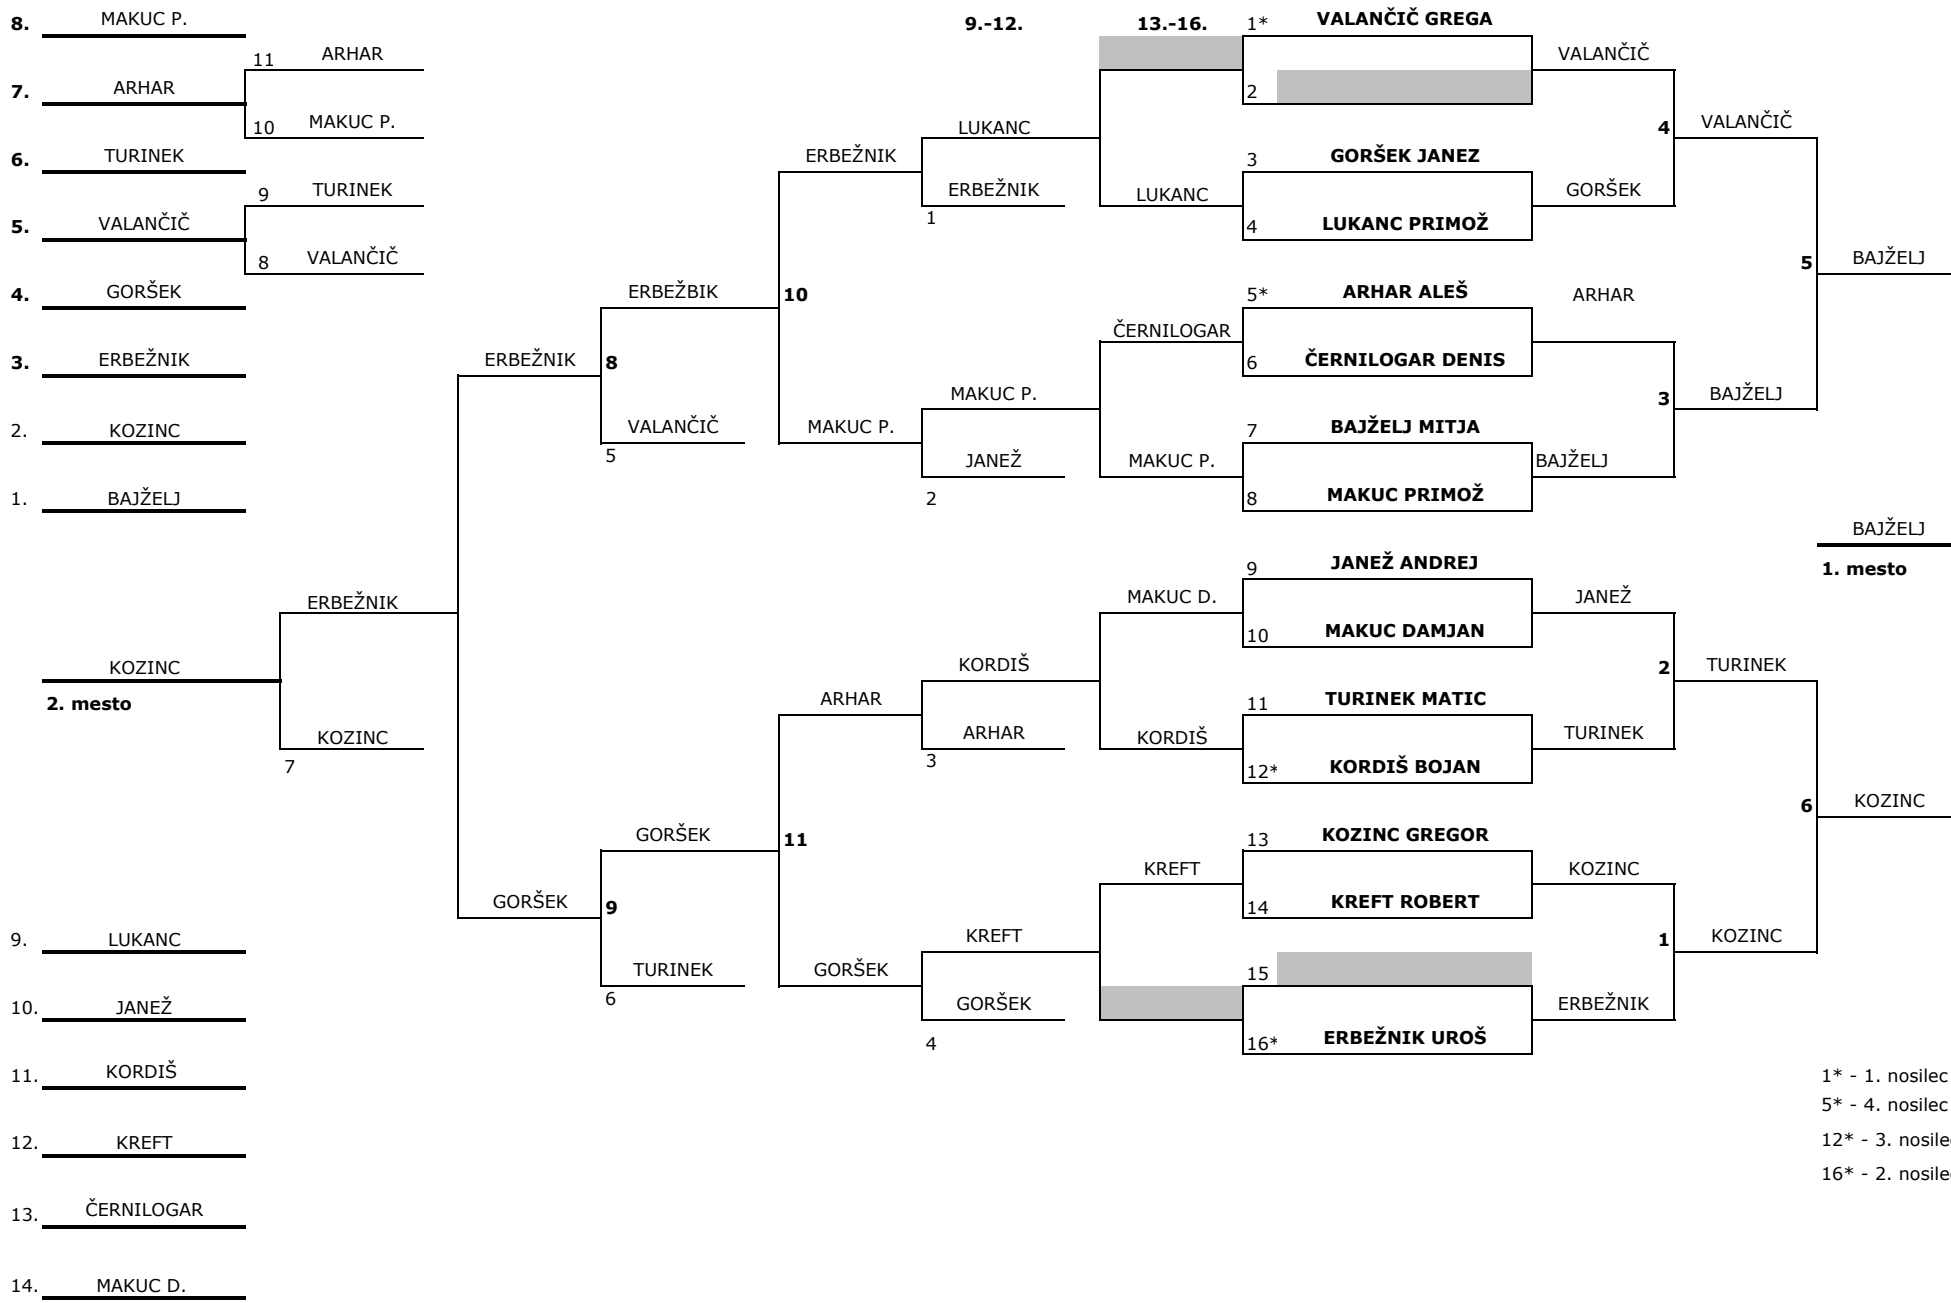 8. MAKUC P. 9.-12. 13.-16. 1* VALANČIČ GREGA
11 ARHAR VALANČIČ
7. ARHAR 2
10 MAKUC P. LUKANC 4 VALANČIČ
6. TURINEK ERBEŽNIK 3 GORŠEK JANEZ
9 TURINEK ERBEŽNIK LUKANC GORŠEK
5. VALANČIČ 1 4 LUKANC PRIMOŽ
8 VALANČIČ 5 BAJŽELJ
4. GORŠEK ERBEŽBIK 10 5* ARHAR ALEŠ ARHAR
ČERNILOGAR
3. ERBEŽNIK ERBEŽNIK 8 6 ČERNILOGAR DENIS
MAKUC P. 3 BAJŽELJ
2. KOZINC VALANČIČ MAKUC P. 7 BAJŽELJ MITJA
5 JANEŽ MAKUC P. BAJŽELJ
1. BAJŽELJ 2 8 MAKUC PRIMOŽ
BAJŽELJ
9 JANEŽ ANDREJ 1. mesto
ERBEŽNIK MAKUC D. JANEŽ
10 MAKUC DAMJAN
KOZINC KORDIŠ 2 TURINEK
2. mesto ARHAR 11 TURINEK MATIC
KOZINC ARHAR KORDIŠ TURINEK
7 3 12* KORDIŠ BOJAN
6 KOZINC
GORŠEK 11 13 KOZINC GREGOR
KREFT KOZINC
GORŠEK 9 14 KREFT ROBERT
9. LUKANC KREFT 1 KOZINC
TURINEK GORŠEK 15
10. JANEŽ 6 GORŠEK ERBEŽNIK
4 16* ERBEŽNIK UROŠ
11. KORDIŠ 1* - 1. nosilec
5* - 4. nosilec
12. KREFT 12* - 3. nosile
16* - 2. nosile
13. ČERNILOGAR
14. MAKUC D.